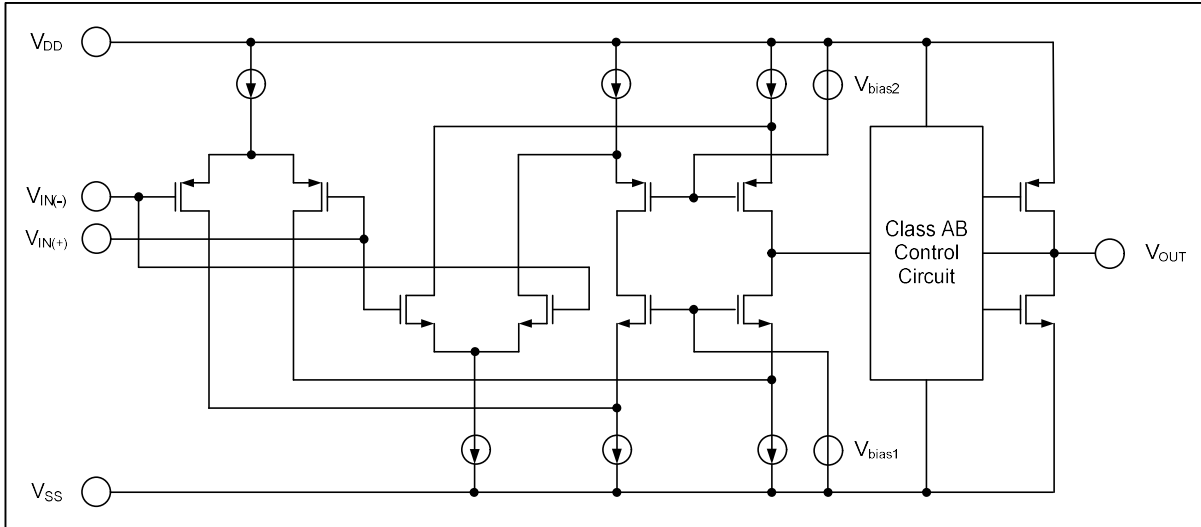 VDD
Vbias2
VIN(-)
VIN(+)
Class AB
Control
Circuit
VOUT
Vbias1
VSS